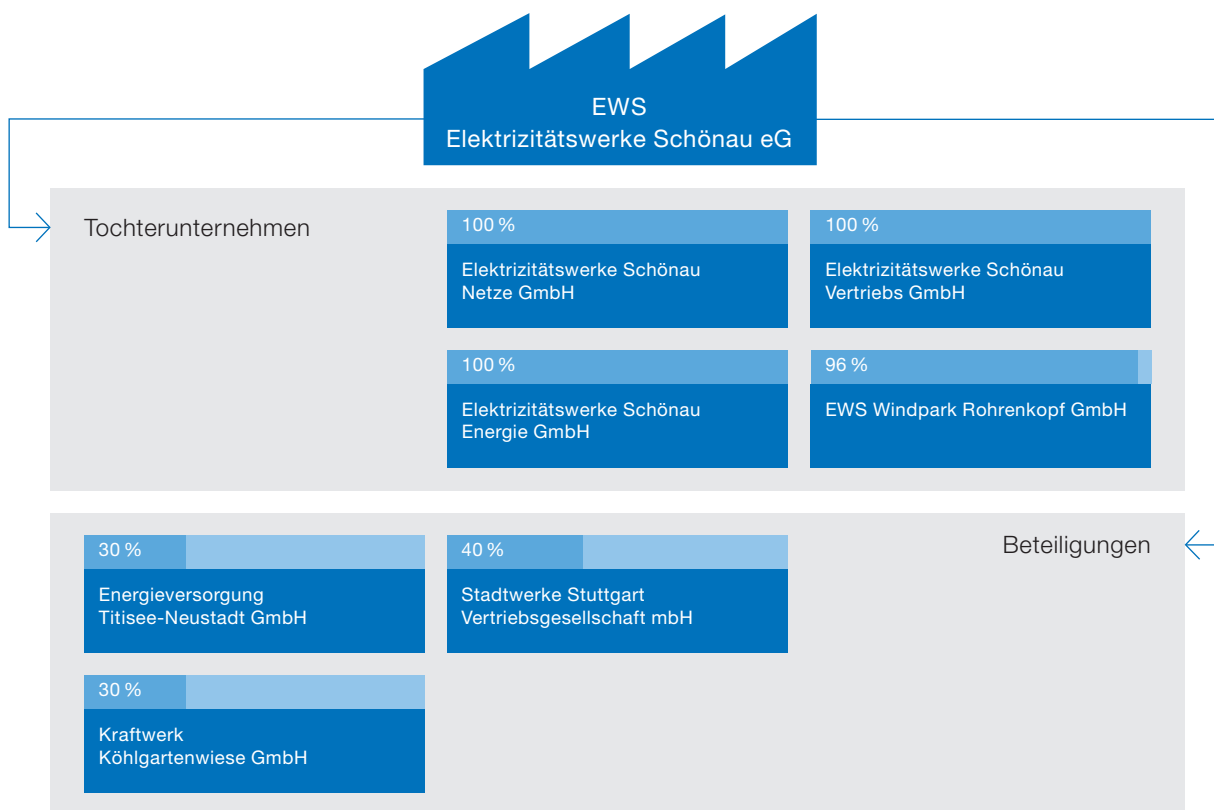 EWS
Elektrizitätswerke Schönau eG
Tochterunternehmen
100 %
Elektrizitätswerke Schönau
Netze GmbH
100 %
Elektrizitätswerke Schönau
Vertriebs GmbH
100 %
Elektrizitätswerke Schönau
Energie GmbH
96 %
EWS Windpark Rohrenkopf GmbH
Beteiligungen
30 %
Energieversorgung
Titisee-Neustadt GmbH
40 %
Stadtwerke Stuttgart
Vertriebsgesellschaft mbH
30 %
Kraftwerk
Köhlgartenwiese GmbH